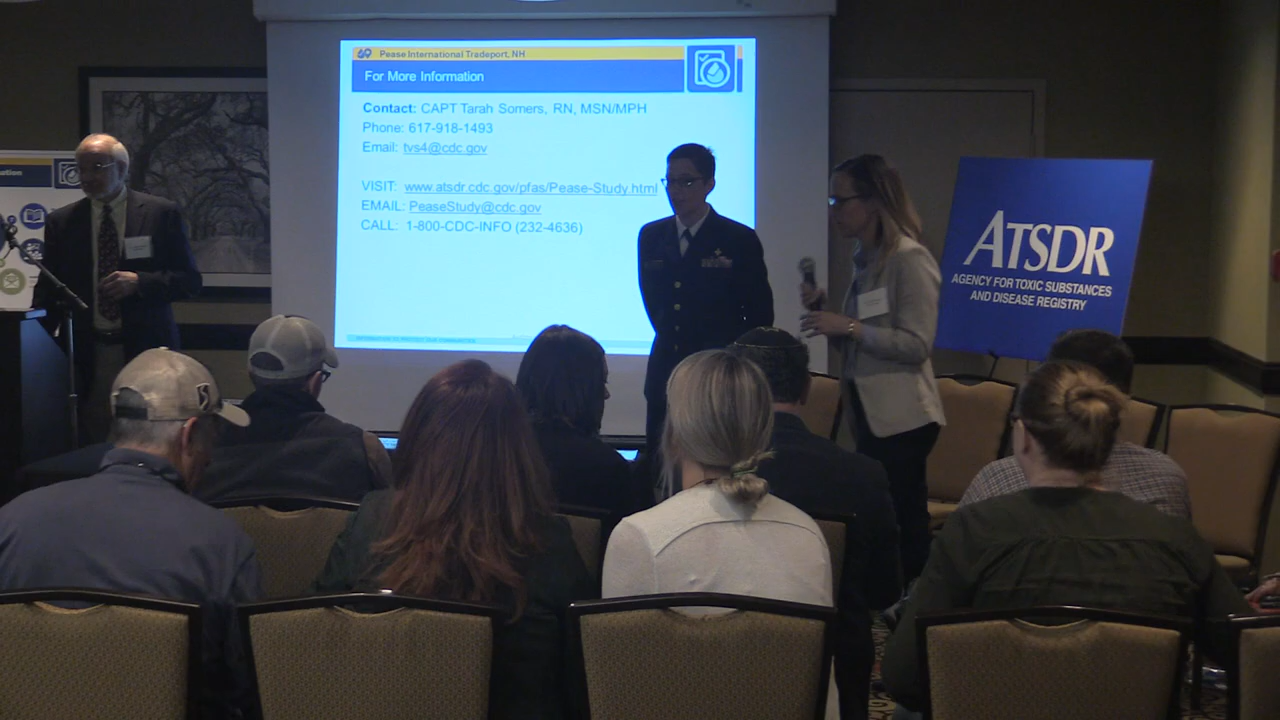 Pease International Tradeport, NH
For More Information
Contact: CAPT Tarah Somers, RN, MSN/MPH
Phone: 617-918-1493
Email: tvs4@cdc.gov
VISIT: www.atsdr.cdc.gov/pfas/Pease-Study.html
EMAIL: PeaseStudy@cdc.gov
CALL: 1-800-CDC-INFO (232-4636)
ATSDR
AGENCY FOR TOXIC SUBSTANCES
AND DISEASE REGISTRY